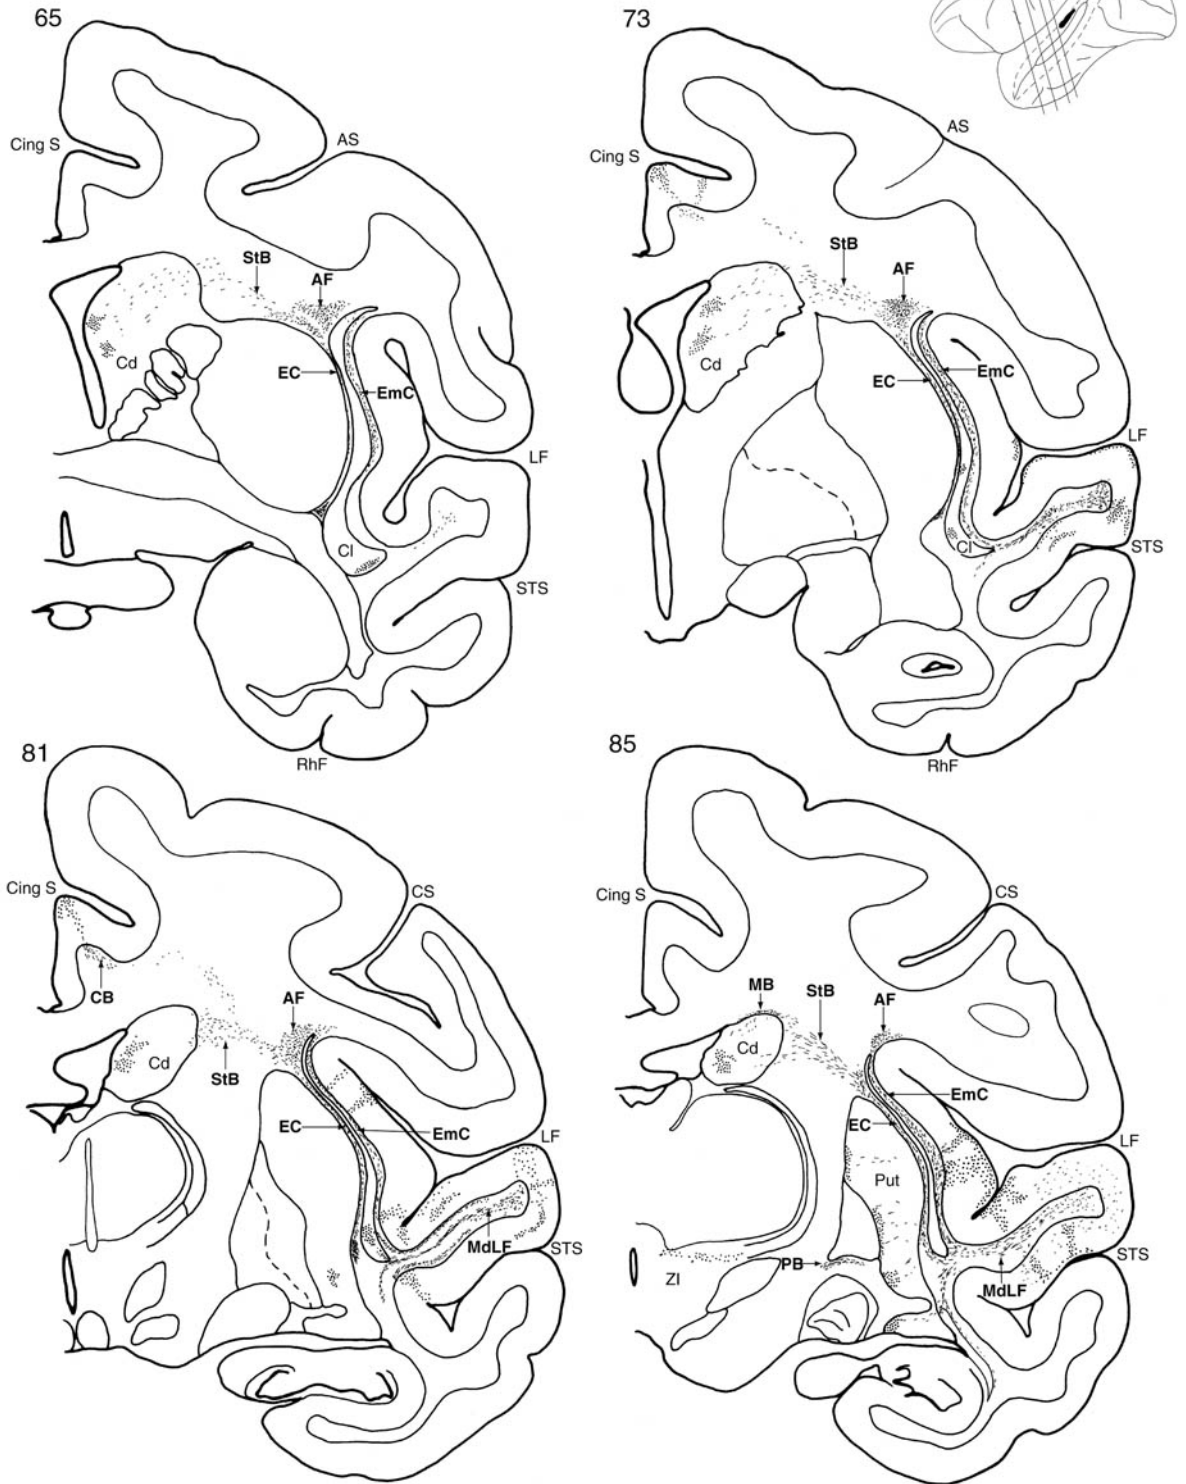 65
Cing S
AS
StB
AF
Cd
EC
EmC
LF
Cl
STS
RhF
73
Cing S
AS
StB
AF
Cd
EC
EmC
LF
Cl
STS
RhF
81
Cing S
CS
CB
AF
Cd
StB
EC
EmC
LF
MdLF
STS
85
Cing S
CS
MB
StB
AF
Cd
EmC
EC
LF
Put
PB
ZI
STS
MdLF